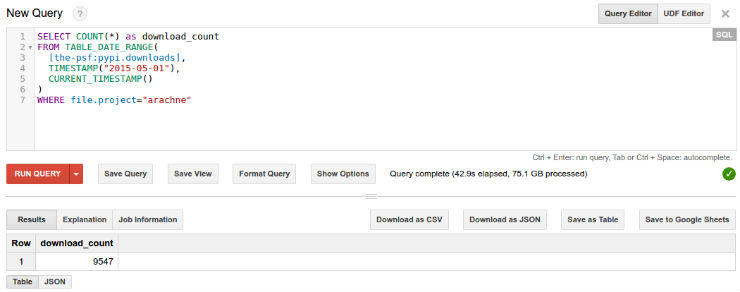 New Query ? Query Editor UDF Editor ×
SQL
1 SELECT COUNT(*) as download_count
2 FROM TABLE_DATE_RANGE(
3 [the-psf:pypi.downloads],
4 TIMESTAMP("2015-05-01"),
5 CURRENT_TIMESTAMP()
6 )
7 WHERE file.project="arachne"
Ctrl + Enter: run query, Tab or Ctrl + Space: autocomplete.
RUN QUERY Save Query Save View Format Query Show Options Query complete (42.9s elapsed, 75.1 GB processed)
Results Explanation Job Information Download as CSV Download as JSON Save as Table Save to Google Sheets
Row download_count
1 9547
Table JSON